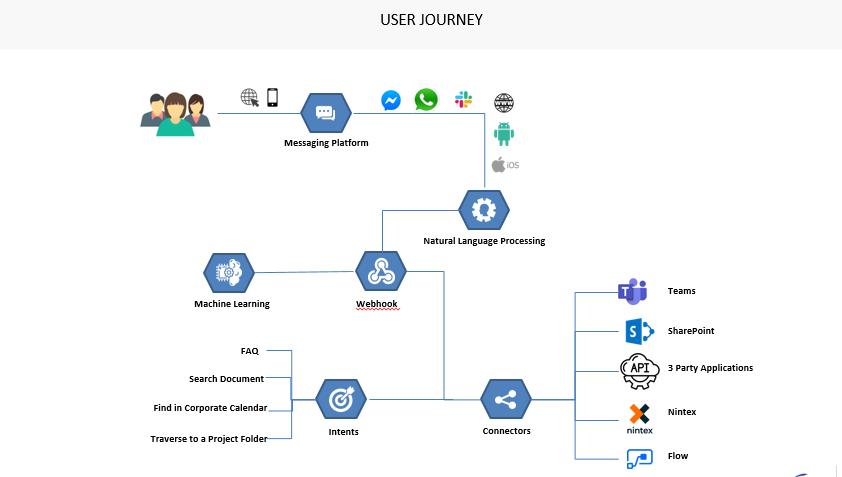 USER JOURNEY
Messaging Platform
iOS
Natural Language Processing
Machine Learning
Webhook
Teams
T
SharePoint
S
API
3 Party Applications
FAQ
Search Document
Find in Corporate Calendar
Traverse to a Project Folder
Intents
Connectors
Nintex
nintex
Flow